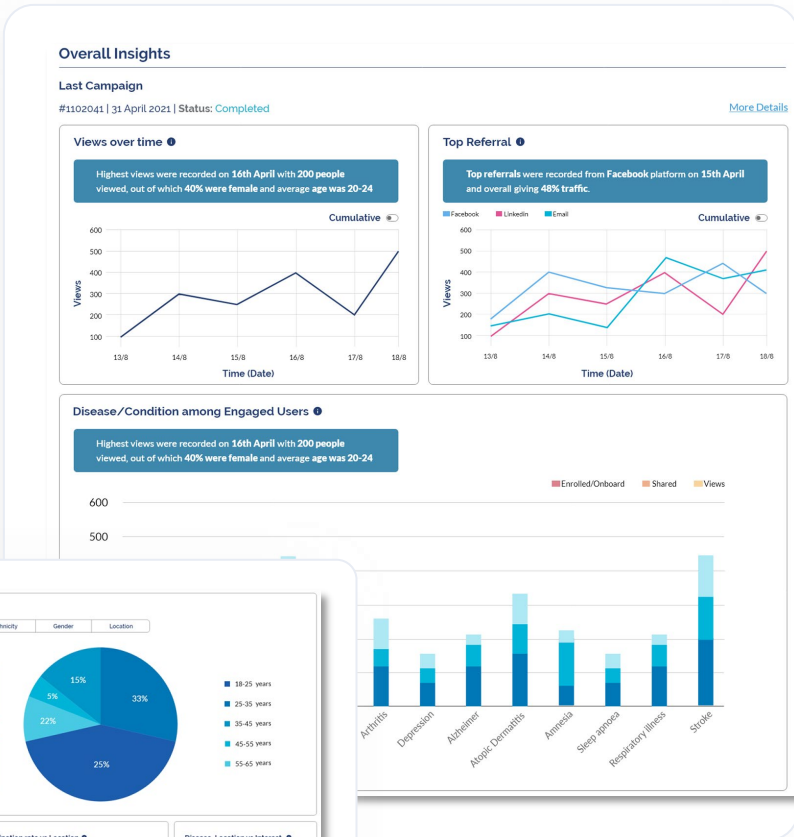 Overall Insights
Last Campaign
#1102041 | 31 April 2021 | Status: Completed
More Details
Views over time
Highest views were recorded on 16th April with 200 people
viewed, out of which 40% were female and average age was 20-24
Cumulative
600
500
400
300
200
100
Views
13/8 14/8 15/8 16/8 17/8 18/8
Time (Date)
Top Referral
Top referrals were recorded from Facebook platform on 15th April
and overall giving 48% traffic.
Facebook LinkedIn Email
Cumulative
600
500
400
300
200
100
Views
13/8 14/8 15/8 16/8 17/8 18/8
Time (Date)
Disease/Condition among Engaged Users
Highest views were recorded on 16th April with 200 people
viewed, out of which 40% were female and average age was 20-24
Enrolled/Onboard Shared Views
600
500
Arthritis Depression Alzheimer Atopic Dermatitis Amnesia Sleep apnoea Respiratory illness Stroke
Gender Location
15%
33%
5%
22%
25%
18-25 years
25-35 years
35-45 years
45-55 years
55-65 years